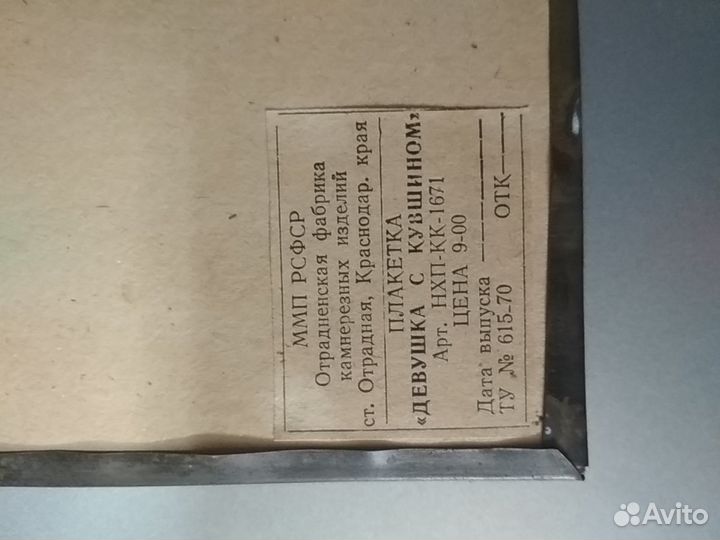 ММП РСФСР
Отрадненская фабрика
камнерезных изделий
ст. Отрадная, Краснодар. края
ПЛАКЕТКА
«ДЕВУШКА С КУВШИНОМ»
Арт. НХП-КК-1671
ЦЕНА 9-00
Дата выпуска
ТУ № 615-70 ОТК
Avito